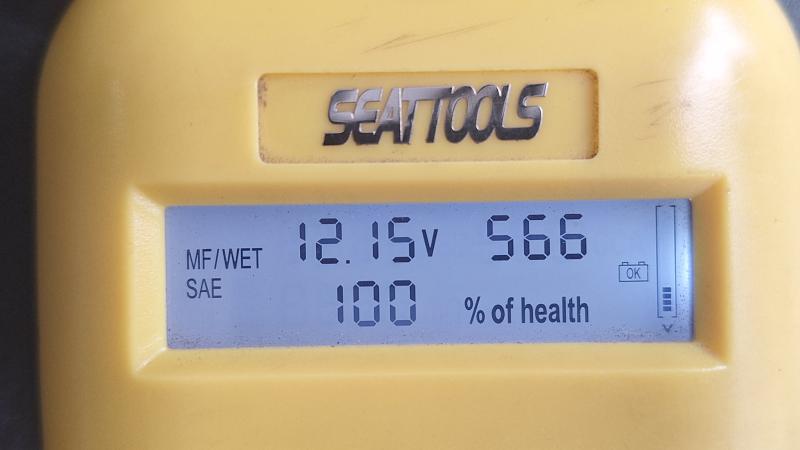 SEATTOOLS
MF/WET 12.15V 566
SAE 100 % of health
OK